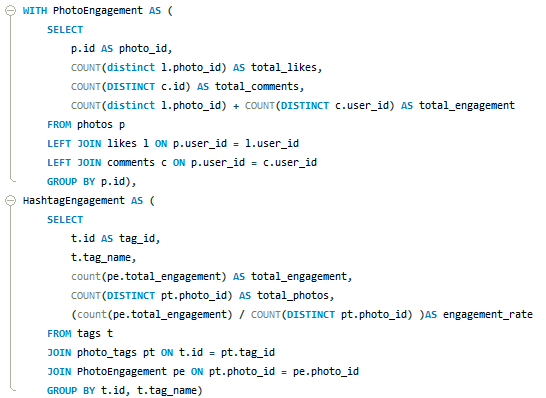 WITH PhotoEngagement AS (
SELECT
p.id AS photo_id,
COUNT(distinct l.photo_id) AS total_likes,
COUNT(DISTINCT c.id) AS total_comments,
COUNT(distinct l.photo_id) + COUNT(DISTINCT c.user_id) AS total_engagement
FROM photos p
LEFT JOIN likes l ON p.user_id = l.user_id
LEFT JOIN comments c ON p.user_id = c.user_id
GROUP BY p.id),
HashtagEngagement AS (
SELECT
t.id AS tag_id,
t.tag_name,
count(pe.total_engagement) AS total_engagement,
COUNT(DISTINCT pt.photo_id) AS total_photos,
(count(pe.total_engagement) / COUNT(DISTINCT pt.photo_id) )AS engagement_rate
FROM tags t
JOIN photo_tags pt ON t.id = pt.tag_id
JOIN PhotoEngagement pe ON pt.photo_id = pe.photo_id
GROUP BY t.id, t.tag_name)